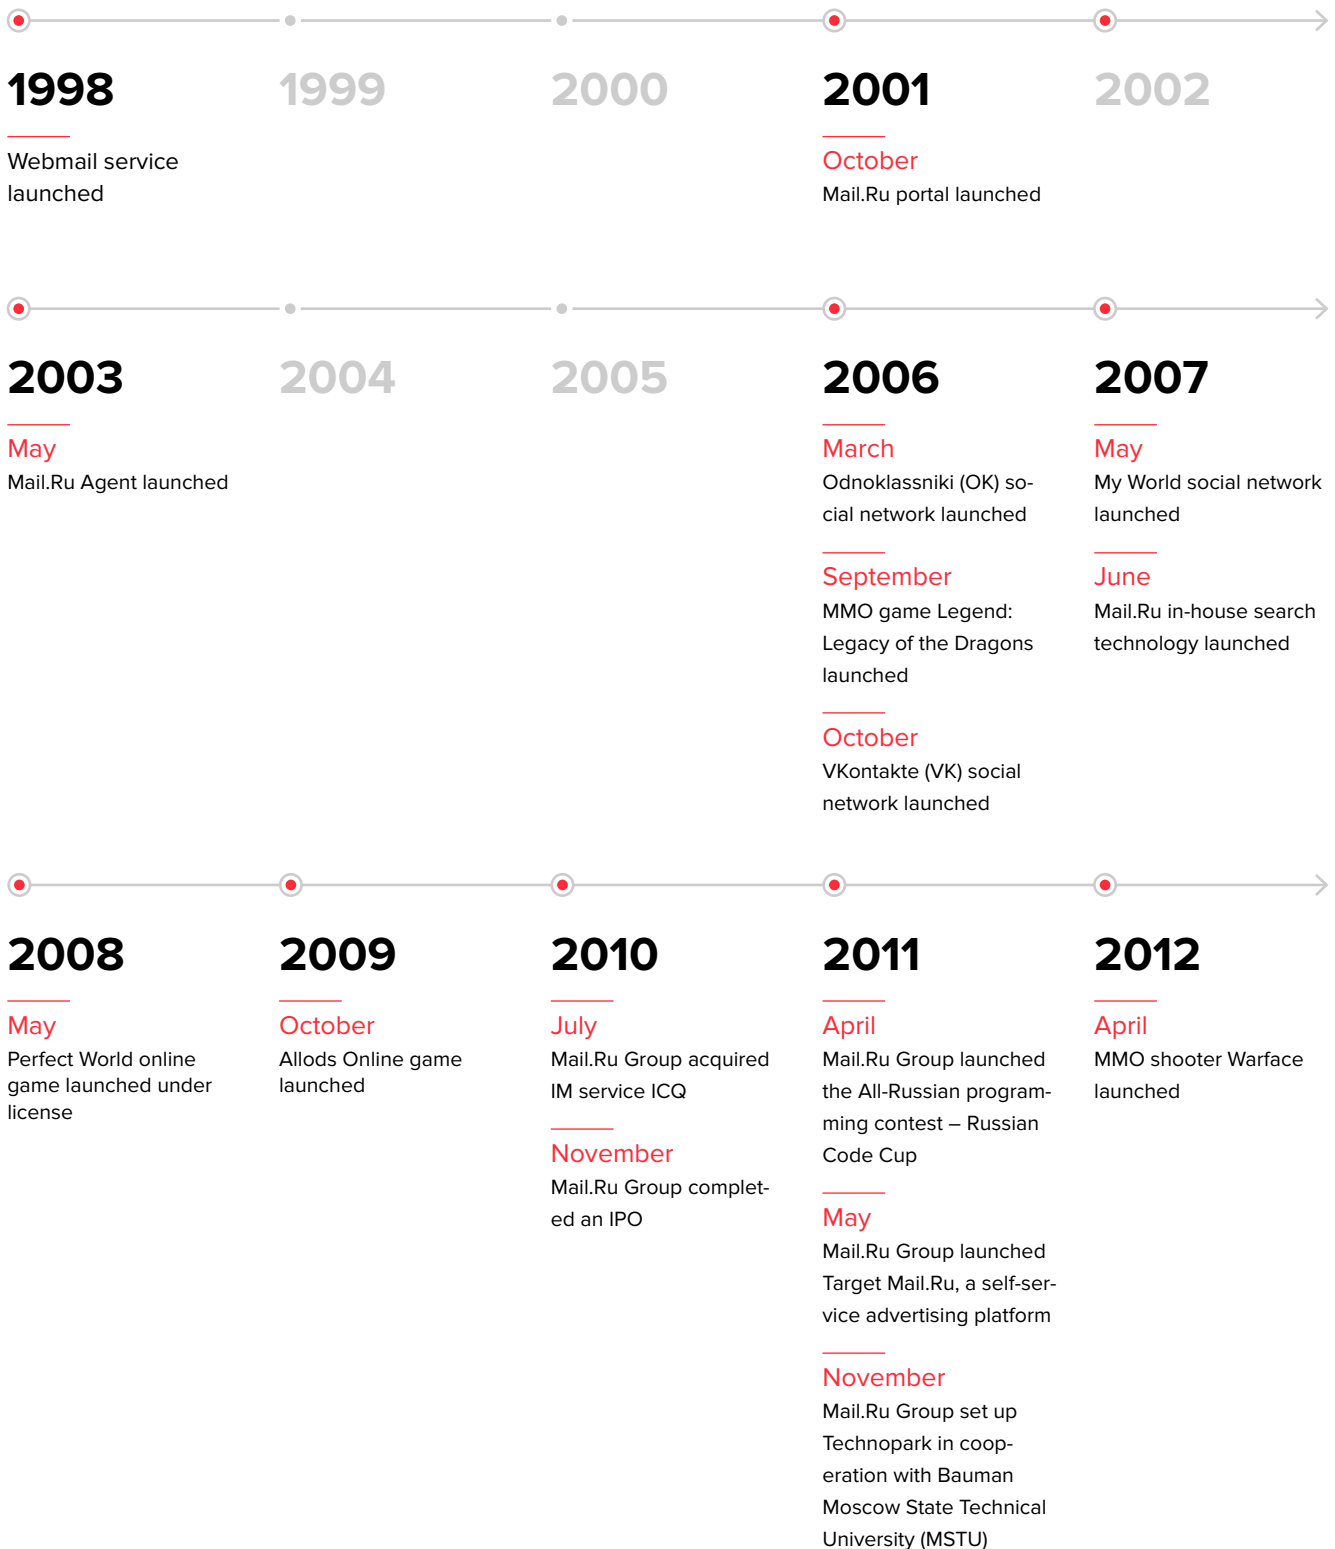 1998
Webmail service
launched
1999
2000
2001
October
Mail.Ru portal launched
2002
2003
May
Mail.Ru Agent launched
2004
2005
2006
March
Odnoklassniki (OK) so-
cial network launched
September
MMO game Legend:
Legacy of the Dragons
launched
October
VKontakte (VK) social
network launched
2007
May
My World social network
launched
June
Mail.Ru in-house search
technology launched
2008
May
Perfect World online
game launched under
license
2009
October
Allods Online game
launched
2010
July
Mail.Ru Group acquired
IM service ICQ
November
Mail.Ru Group complet-
ed an IPO
2011
April
Mail.Ru Group launched
the All-Russian program-
ming contest – Russian
Code Cup
May
Mail.Ru Group launched
Target Mail.Ru, a self-ser-
vice advertising platform
November
Mail.Ru Group set up
Technopark in coop-
eration with Bauman
Moscow State Technical
University (MSTU)
2012
April
MMO shooter Warface
launched